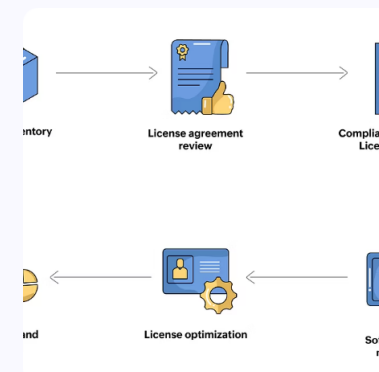 entory
License agreement
review
Complia
Lice
and
License optimization
So